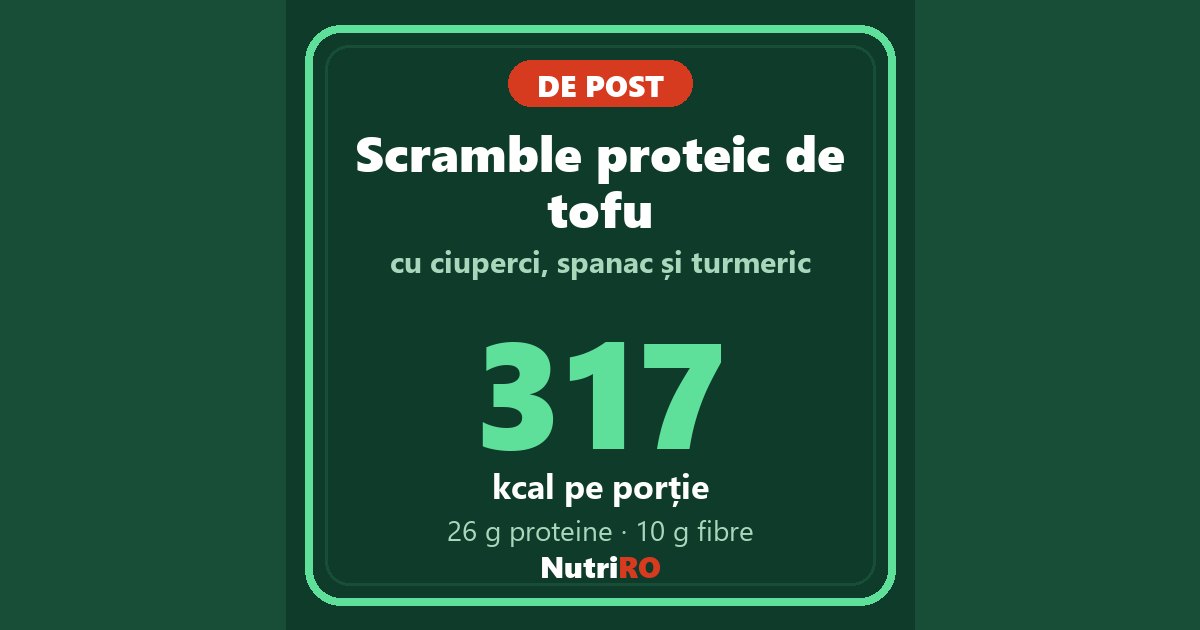 DE POST
Scramble proteic de
tofu
cu ciuperci, spanac și turmeric
317
kcal pe porție
26 g proteine · 10 g fibre
NutriRO